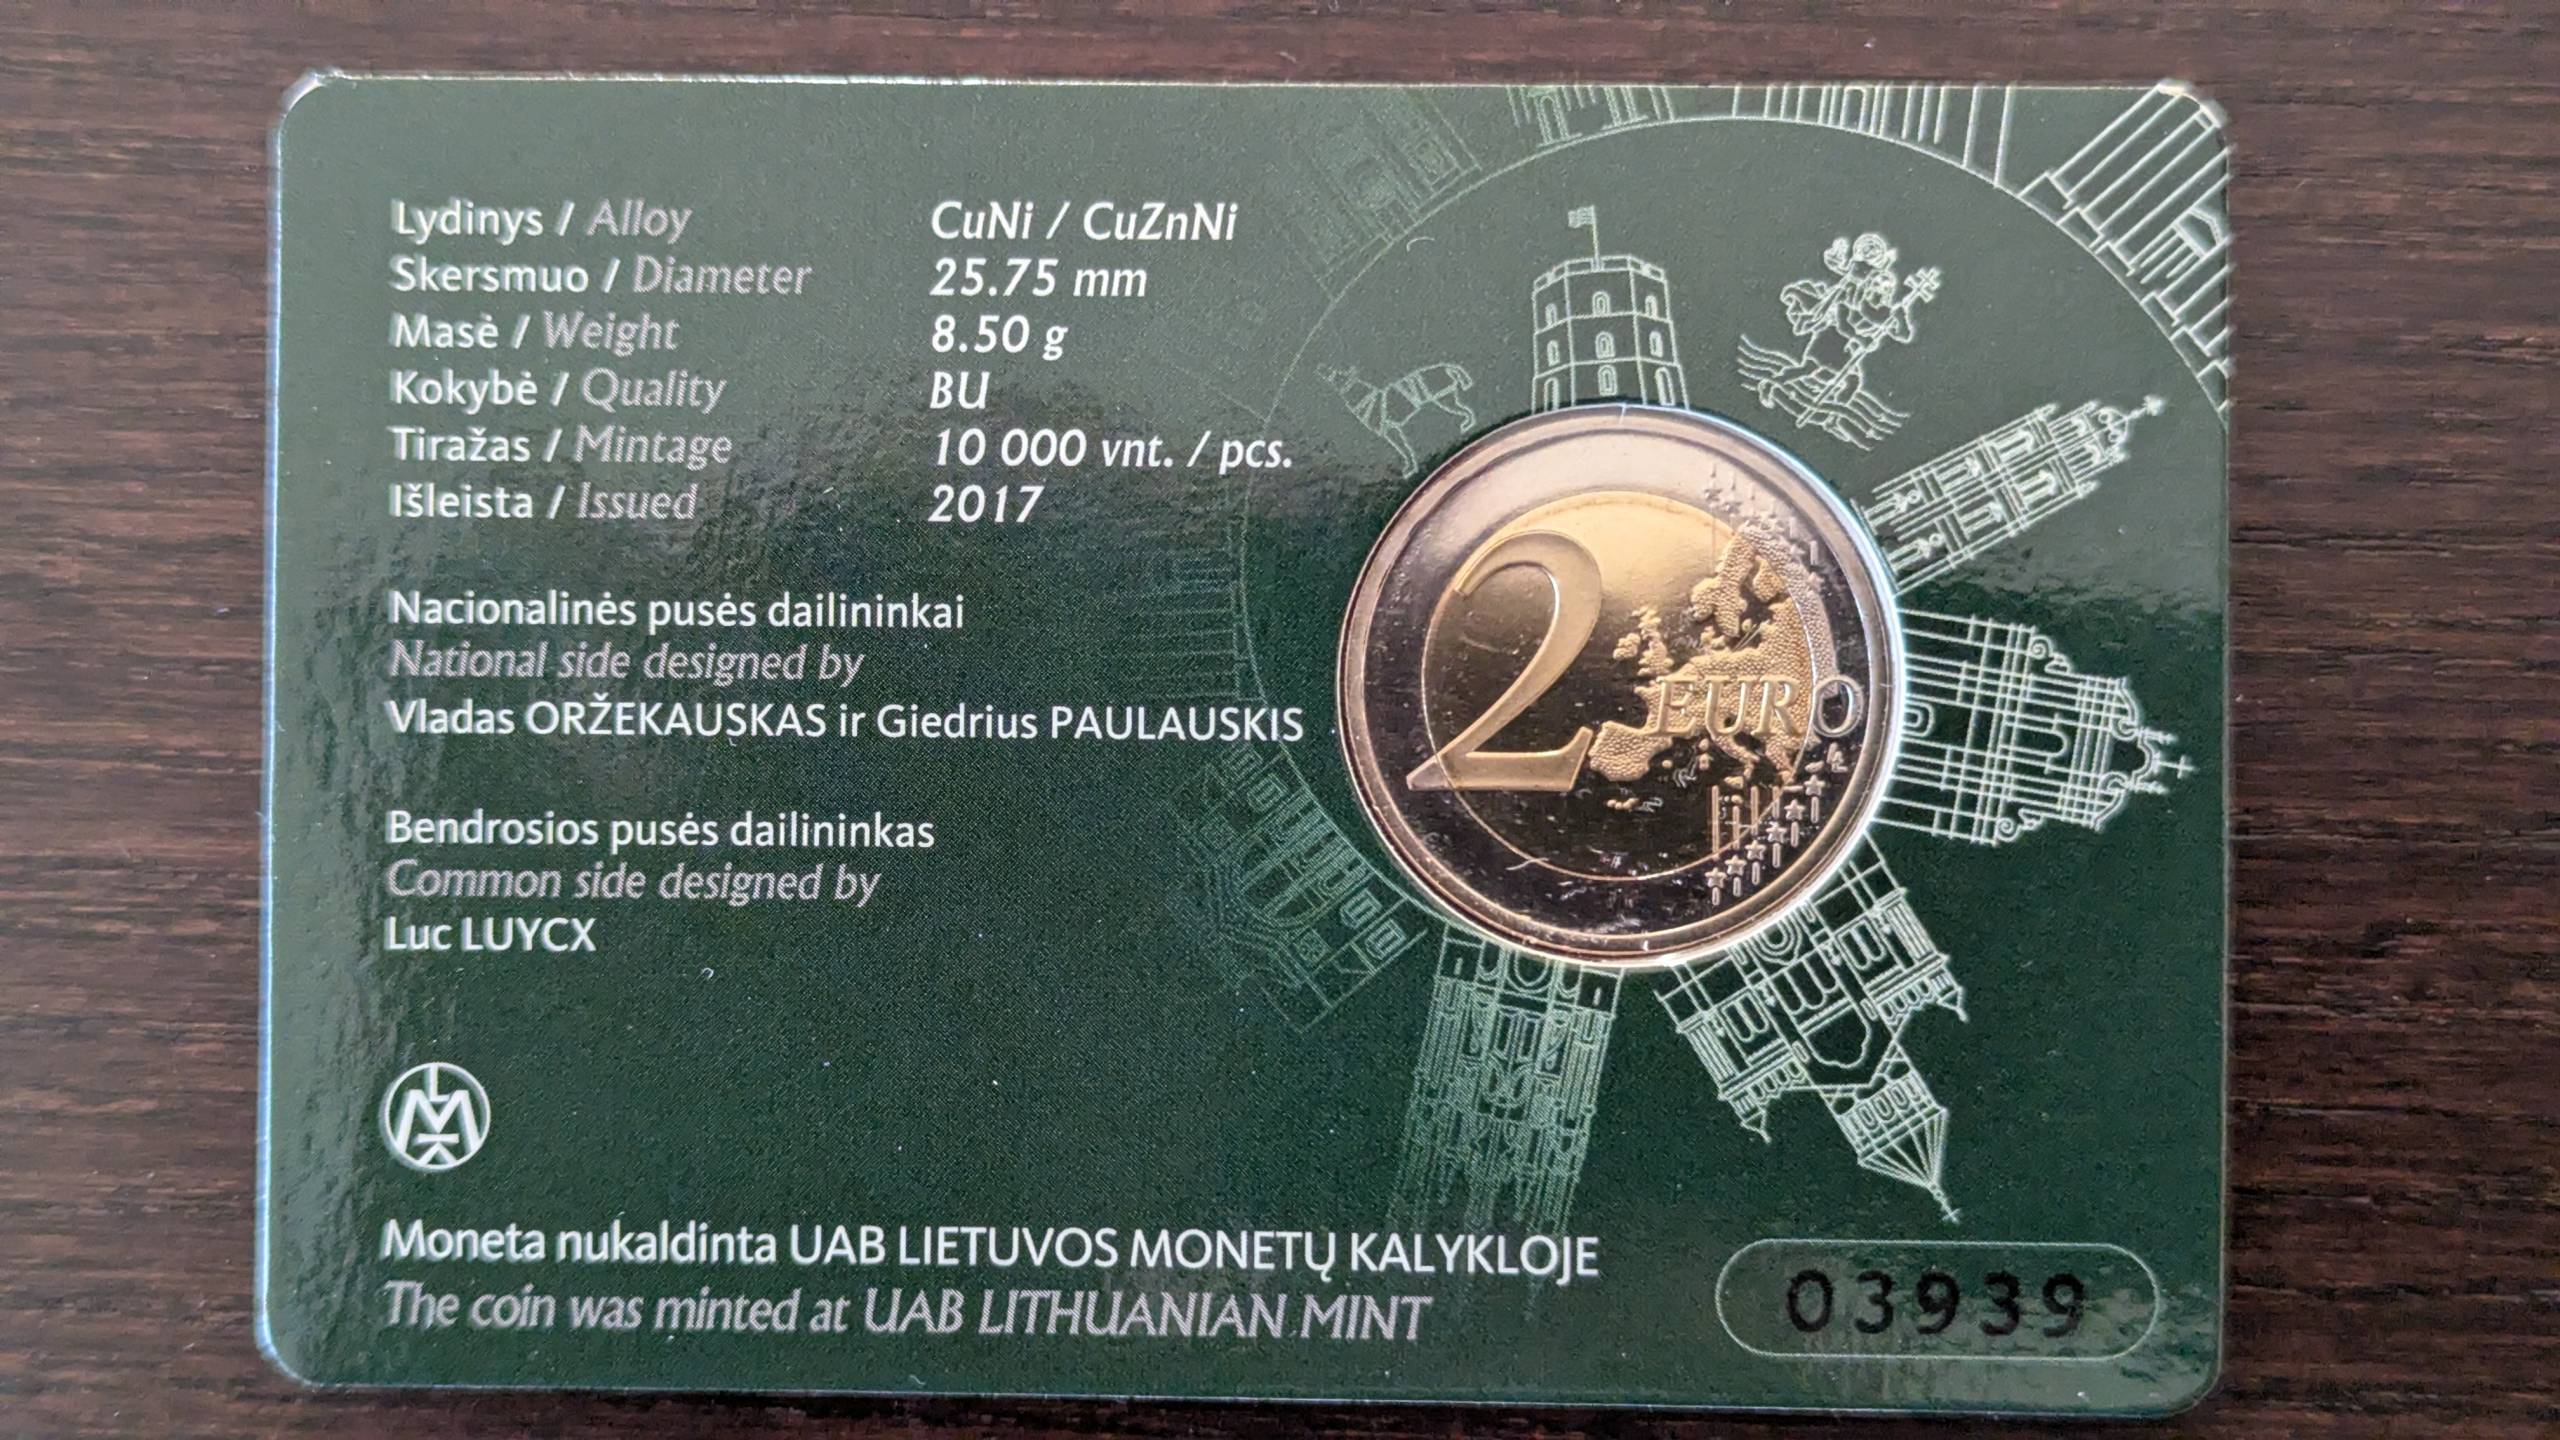 Lydinys / Alloy CuNi / CuZnNi
Skersmuo / Diameter 25.75 mm
Masė / Weight 8.50 g
Kokybė / Quality BU
Tiražas / Mintage 10 000 vnt. / pcs.
Išleista / Issued 2017
Nacionalinės pusės dailininkai
National side designed by
Vladas ORŽEKAUSKAS ir Giedrius PAULAUSKIS
Bendrosios pusės dailininkas
Common side designed by
Luc LUYCX
2 EURO
LL
LMK
Moneta nukaldinta UAB LIETUVOS MONETŲ KALYKLOJE
The coin was minted at UAB LITHUANIAN MINT
03939